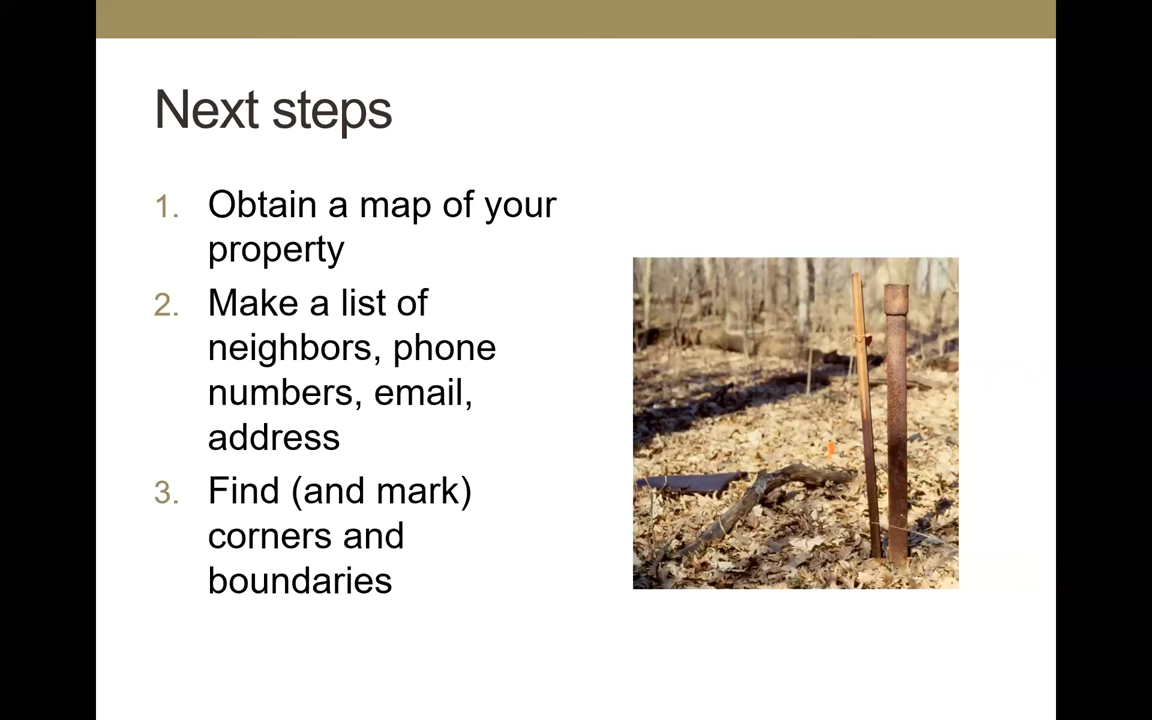 Next steps
1. Obtain a map of your
property
2. Make a list of
neighbors, phone
numbers, email,
address
3. Find (and mark)
corners and
boundaries